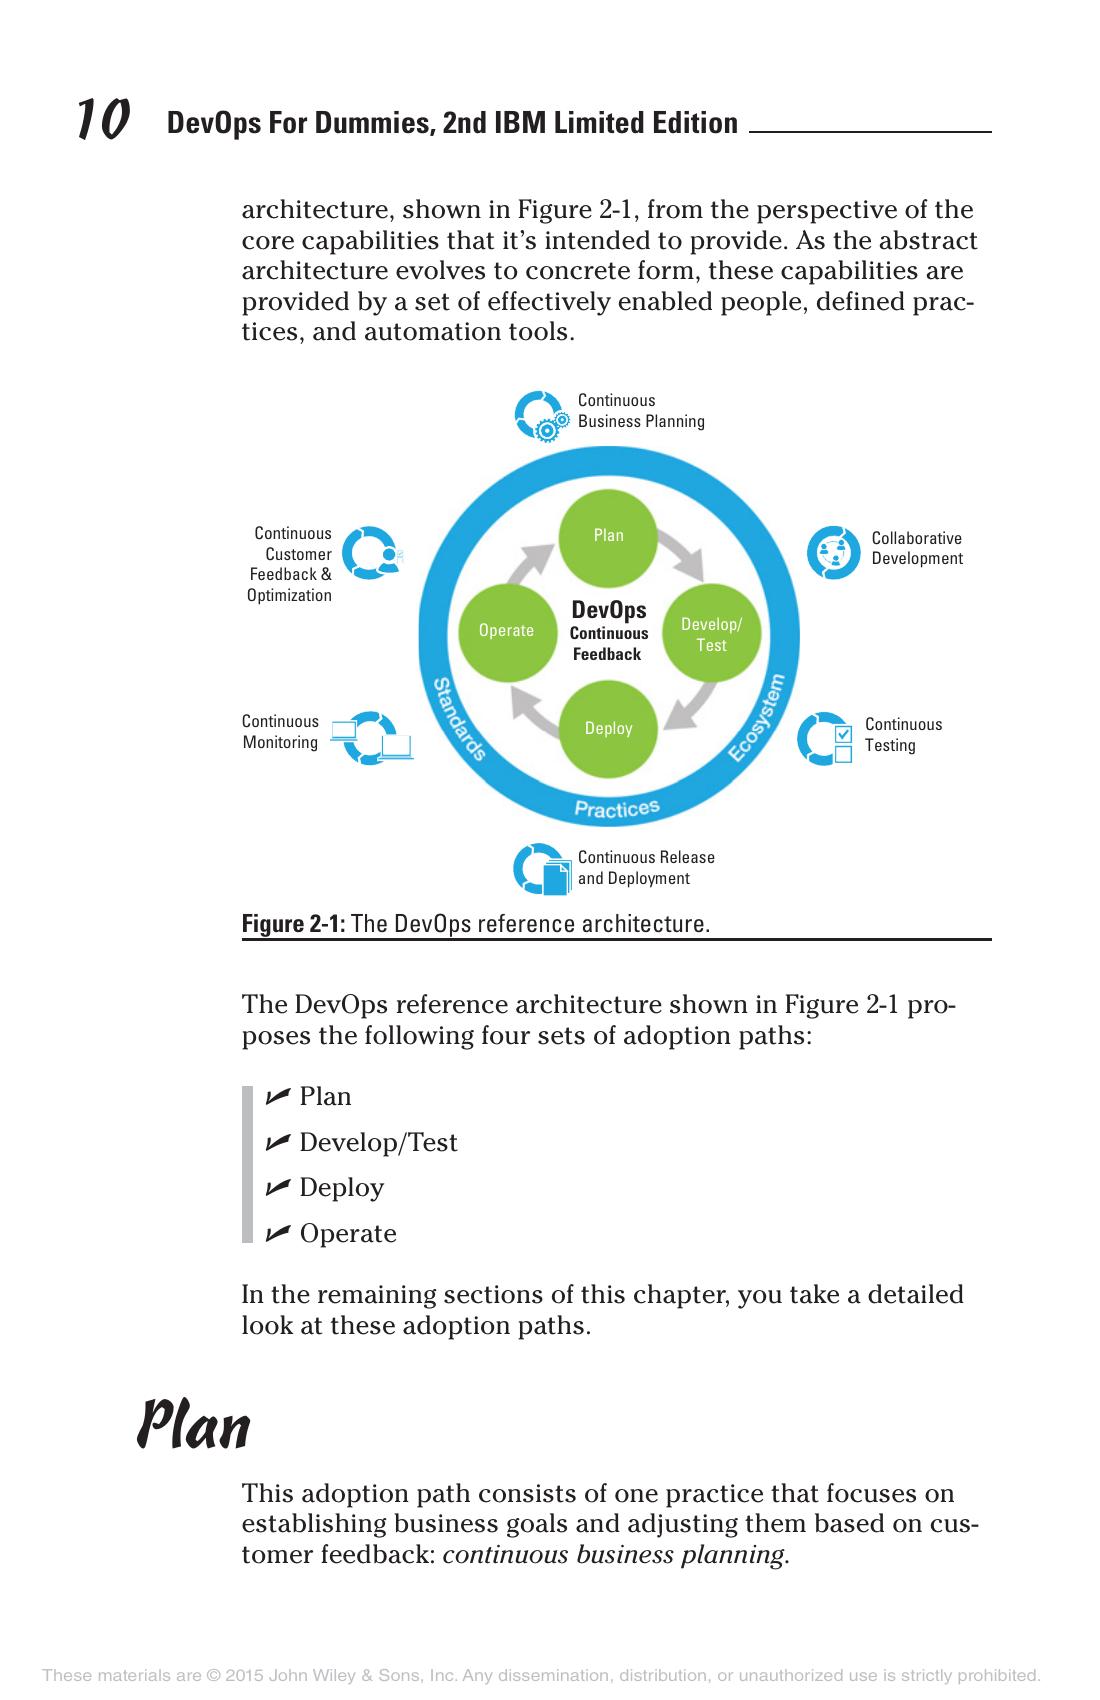 10 DevOps For Dummies, 2nd IBM Limited Edition
architecture, shown in Figure 2-1, from the perspective of the
core capabilities that it's intended to provide. As the abstract
architecture evolves to concrete form, these capabilities are
provided by a set of effectively enabled people, defined prac-
tices, and automation tools.
Continuous
Business Planning
Continuous
Customer
Feedback &
Optimization
Plan
Collaborative
Development
Operate
DevOps
Continuous
Feedback
Develop/
Test
Continuous
Monitoring
Standards
Deploy
Ecosystem
Continuous
Testing
Practices
Continuous Release
and Deployment
Figure 2-1: The DevOps reference architecture.
The DevOps reference architecture shown in Figure 2-1 pro-
poses the following four sets of adoption paths:
✓ Plan
✓ Develop/Test
✓ Deploy
✓ Operate
In the remaining sections of this chapter, you take a detailed
look at these adoption paths.
Plan
This adoption path consists of one practice that focuses on
establishing business goals and adjusting them based on cus-
tomer feedback: continuous business planning.
These materials are © 2015 John Wiley & Sons, Inc. Any dissemination, distribution, or unauthorized use is strictly prohibited.